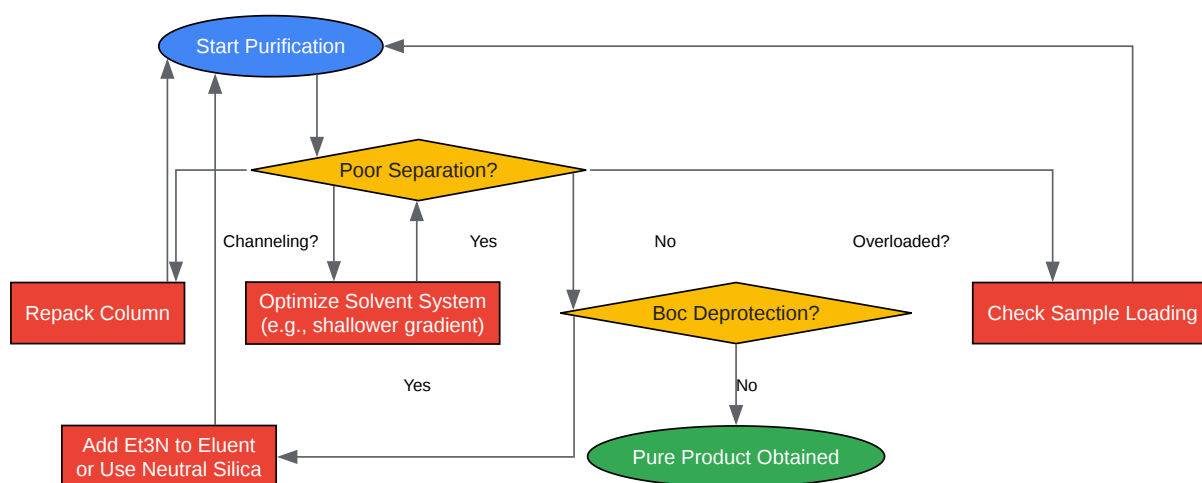 Start Purification
Poor Separation?
Channeling?
Yes
No
Overloaded?
Repack Column
Optimize Solvent System
(e.g., shallower gradient)
Boc Deprotection?
Check Sample Loading
Yes
No
Add Et3N to Eluent
or Use Neutral Silica
Pure Product Obtained